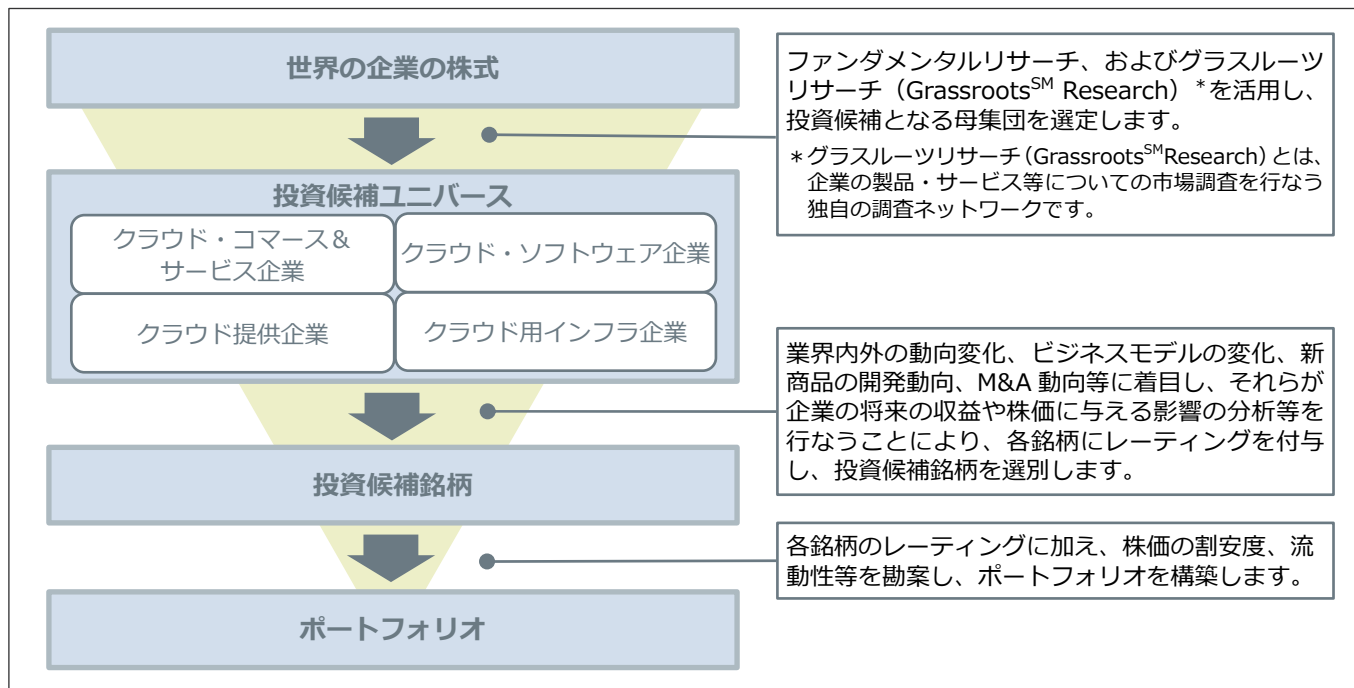 世界の企業の株式
ファンダメンタルリサーチ、およびグラスルーツ
リサーチ（Grassroots℠ Research）＊を活用し、
投資候補となる母集団を選定します。
＊グラスルーツリサーチ（Grassroots℠Research）とは、
企業の製品・サービス等についての市場調査を行なう
独自の調査ネットワークです。
投資候補ユニバース
クラウド・コマース＆
サービス企業
クラウド・ソフトウェア企業
クラウド提供企業
クラウド用インフラ企業
業界内外の動向変化、ビジネスモデルの変化、新
商品の開発動向、M&A 動向等に着目し、それらが
企業の将来の収益や株価に与える影響の分析等を
行なうことにより、各銘柄にレーティングを付与
し、投資候補銘柄を選別します。
投資候補銘柄
各銘柄のレーティングに加え、株価の割安度、流
動性等を勘案し、ポートフォリオを構築します。
ポートフォリオ